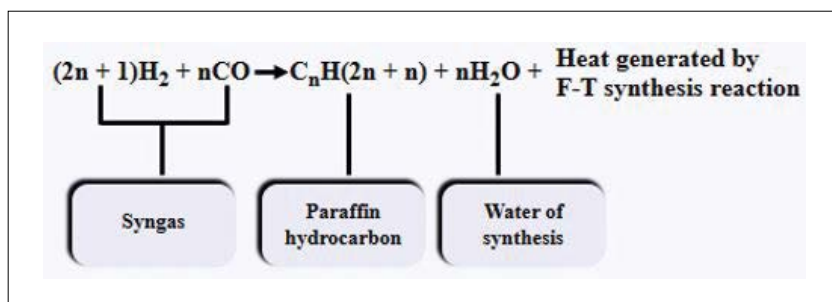 (2n + 1)H₂ + nCO → CₙH(2n + n) + nH₂O + Heat generated by
F-T synthesis reaction
Syngas
Paraffin
hydrocarbon
Water of
synthesis